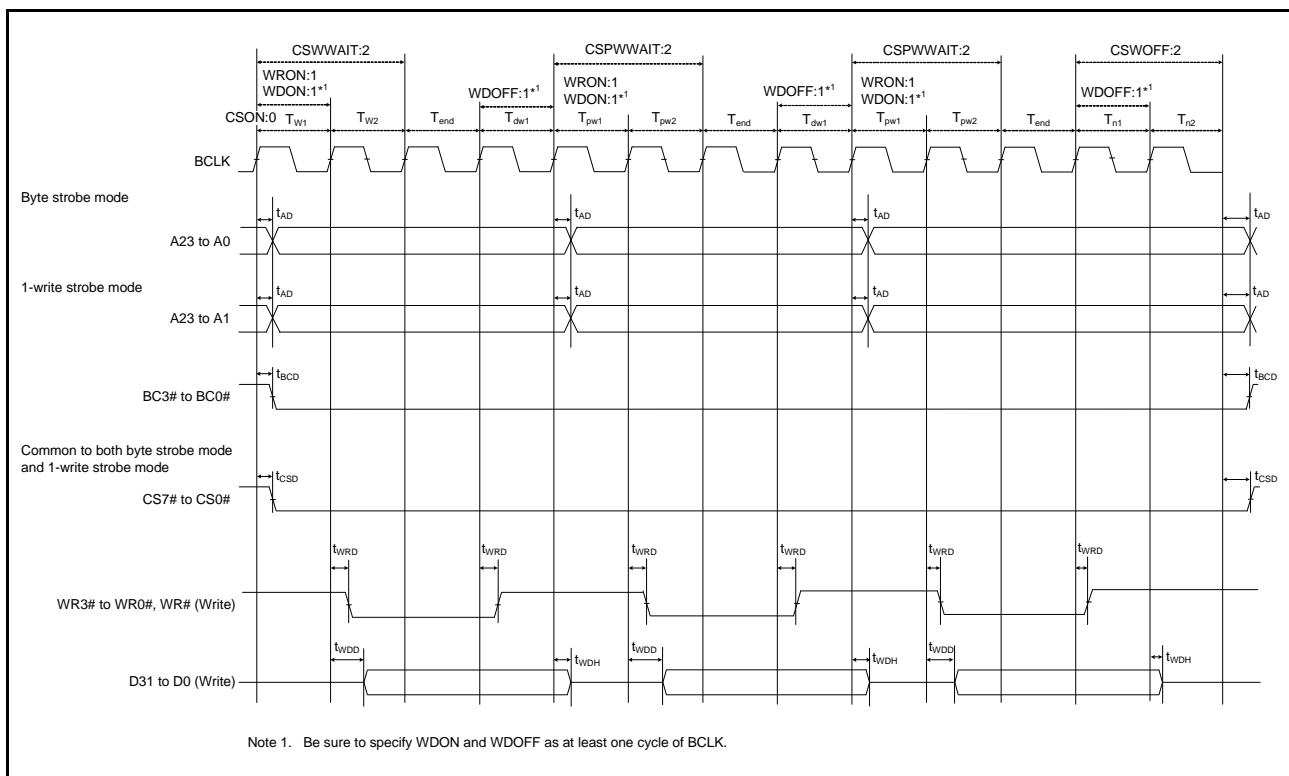 CSWWAIT:2 CSPWWAIT:2 CSPWWAIT:2 CSWOFF:2
WRON:1
WDON:1*1
WDOFF:1*1
WRON:1
WDON:1*1
WDOFF:1*1
WRON:1
WDON:1*1
WDOFF:1*1
CSON:0 TW1 TW2 Tend Tdw1 Tpw1 Tpw2 Tend Tdw1 Tpw1 Tpw2 Tend Tn1 Tn2
BCLK
Byte strobe mode
tAD tAD tAD tAD
A23 to A0
1-write strobe mode
tAD tAD tAD tAD
A23 to A1
tBCD tBCD
BC3# to BC0#
Common to both byte strobe mode
and 1-write strobe mode
tCSD tCSD
CS7# to CS0#
tWRD tWRD tWRD tWRD tWRD tWRD
WR3# to WR0#, WR# (Write)
tWDD tWDH tWDD tWDH tWDD tWDH
D31 to D0 (Write)
Note 1. Be sure to specify WDON and WDOFF as at least one cycle of BCLK.